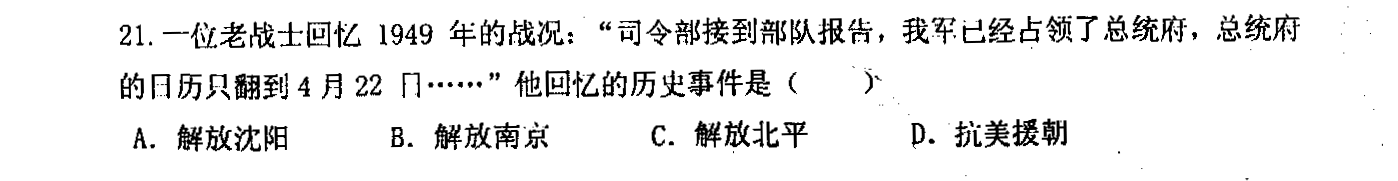 21. 一位老战士回忆 1949 年的战况：“司令部接到部队报告，我军已经占领了总统府，总统府
的日历只翻到 4 月 22 日……”他回忆的历史事件是（　　）
A. 解放沈阳　　B. 解放南京　　C. 解放北平　　D. 抗美援朝